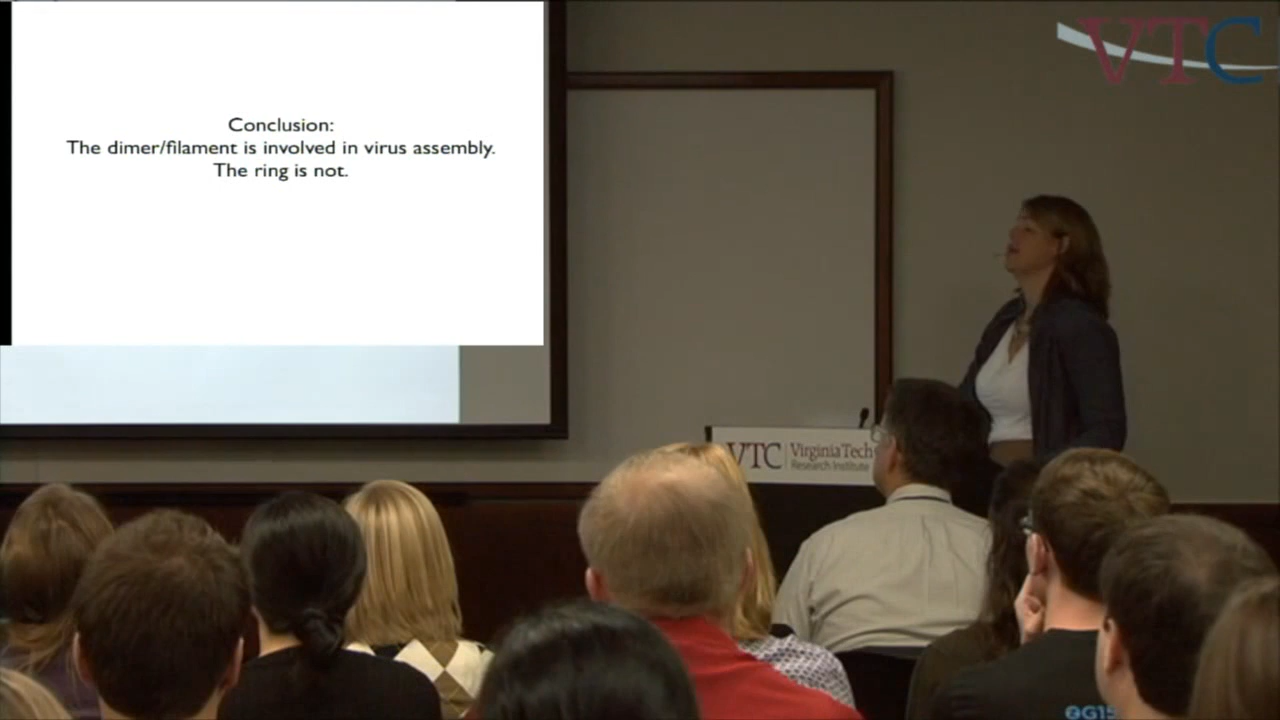 Conclusion:
The dimer/filament is involved in virus assembly.
The ring is not.
VTC
VTC
VirginiaTech
Research Institute